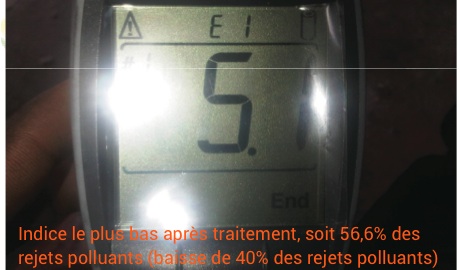 E1
5.
End
Indice le plus bas après traitement, soit 56,6% des
rejets polluants (baisse de 40% des rejets polluants)